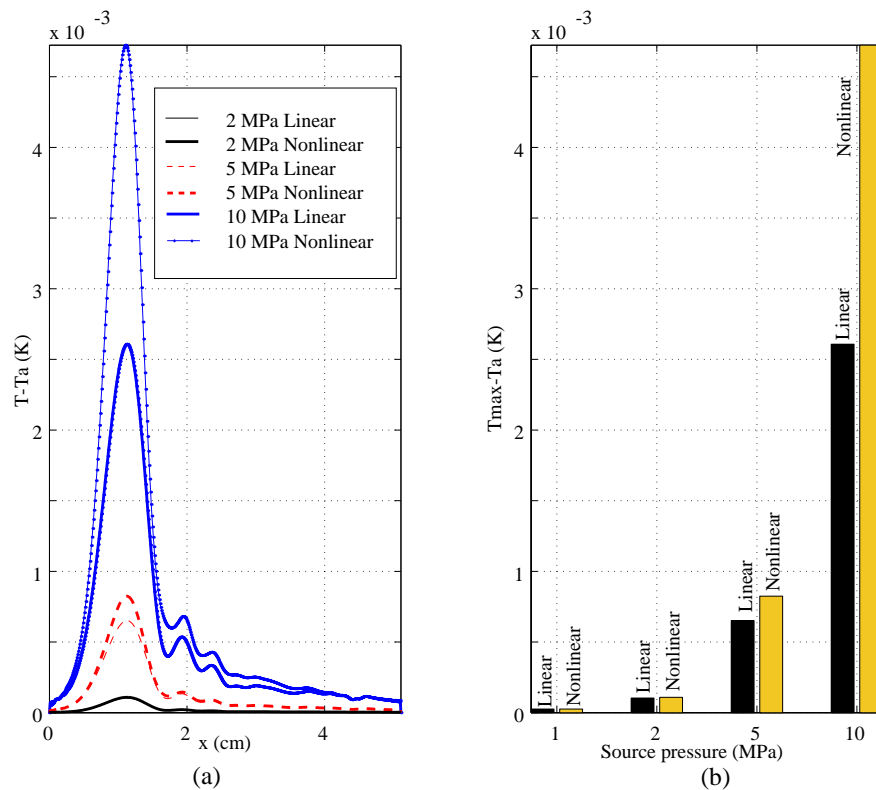 x 10
-3
4
3
2
1
0
T-Ta (K)
2 MPa Linear
2 MPa Nonlinear
5 MPa Linear
5 MPa Nonlinear
10 MPa Linear
10 MPa Nonlinear
0
2
4
x (cm)
(a)
x 10
-3
4
3
2
1
0
Tmax-Ta (K)
Linear
Nonlinear
Linear
Nonlinear
Linear
Nonlinear
Linear
Nonlinear
1
2
5
10
Source pressure (MPa)
(b)